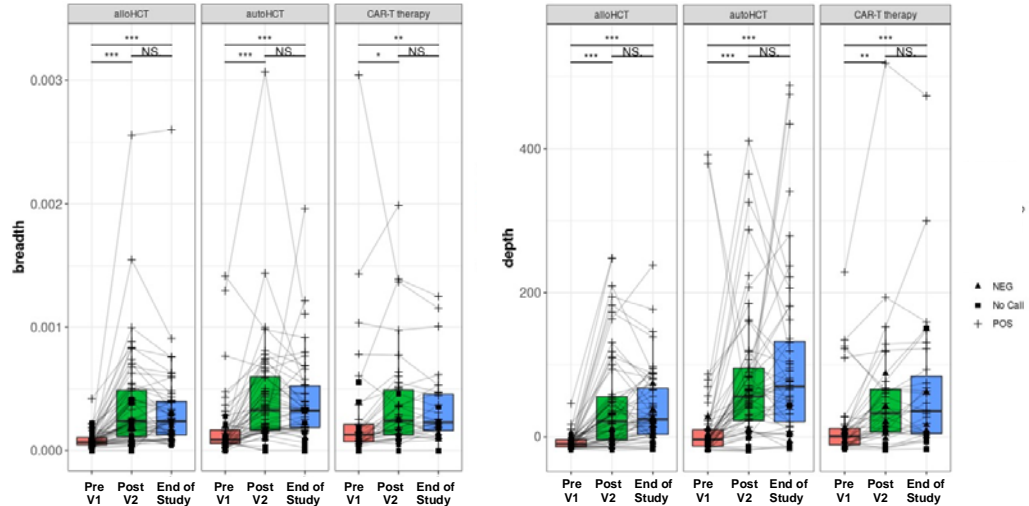 alloHCT autoHCT CAR-T therapy
*** *** **
*** NS. *** NS. * NS.
0.003
0.002
0.001
0.000
breadth
Pre V1 Post V2 End of Study Pre V1 Post V2 End of Study Pre V1 Post V2 End of Study
alloHCT autoHCT CAR-T therapy
*** *** ***
*** NS. *** NS. ** NS.
400
200
0
depth
Pre V1 Post V2 End of Study Pre V1 Post V2 End of Study Pre V1 Post V2 End of Study
NEG
No Call
POS